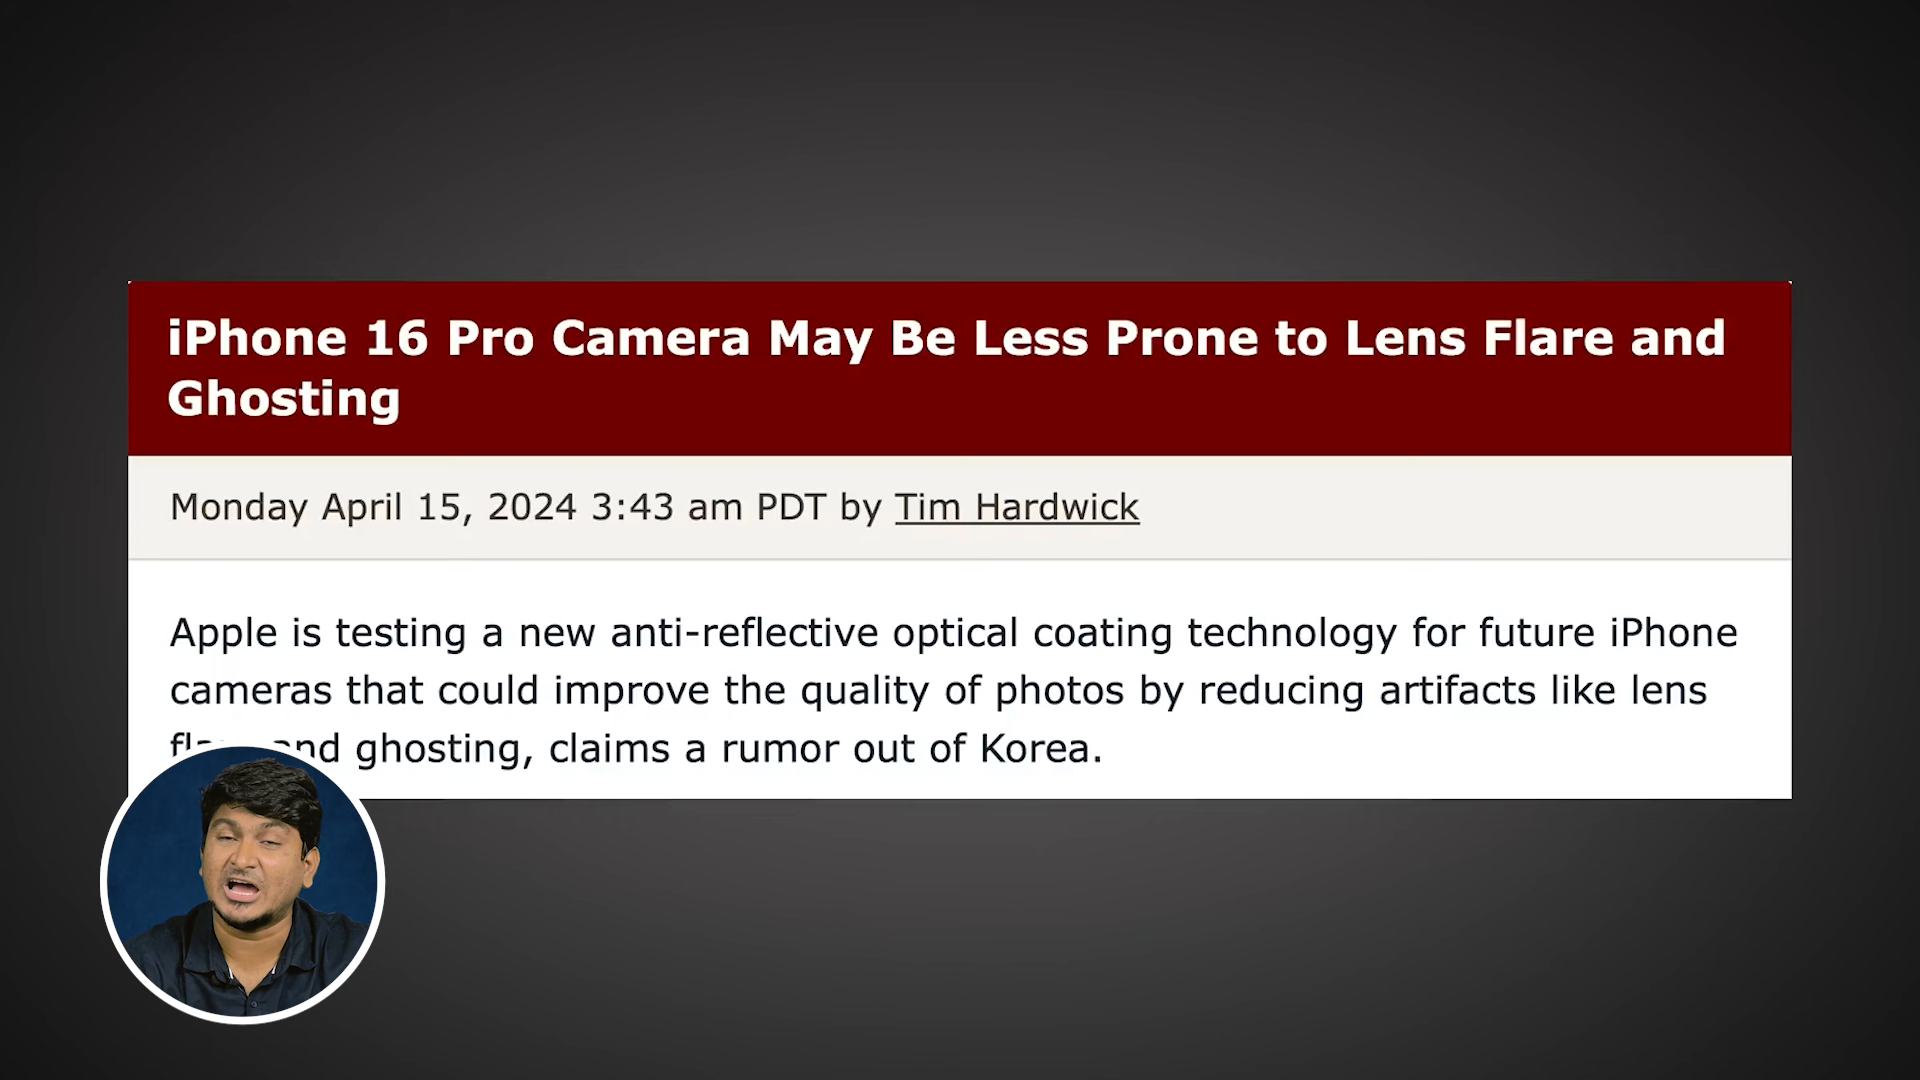 iPhone 16 Pro Camera May Be Less Prone to Lens Flare and
Ghosting
Monday April 15, 2024 3:43 am PDT by Tim Hardwick
Apple is testing a new anti-reflective optical coating technology for future iPhone
cameras that could improve the quality of photos by reducing artifacts like lens
and ghosting, claims a rumor out of Korea.